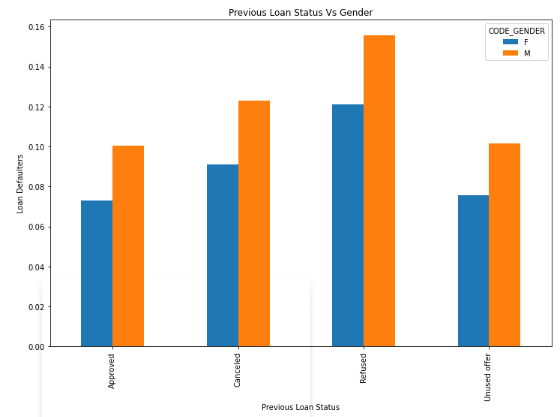 Previous Loan Status Vs Gender
CODE_GENDER
F
M
Loan Defaulters
0.16
0.14
0.12
0.10
0.08
0.06
0.04
0.02
0.00
Approved
Canceled
Refused
Unused offer
Previous Loan Status